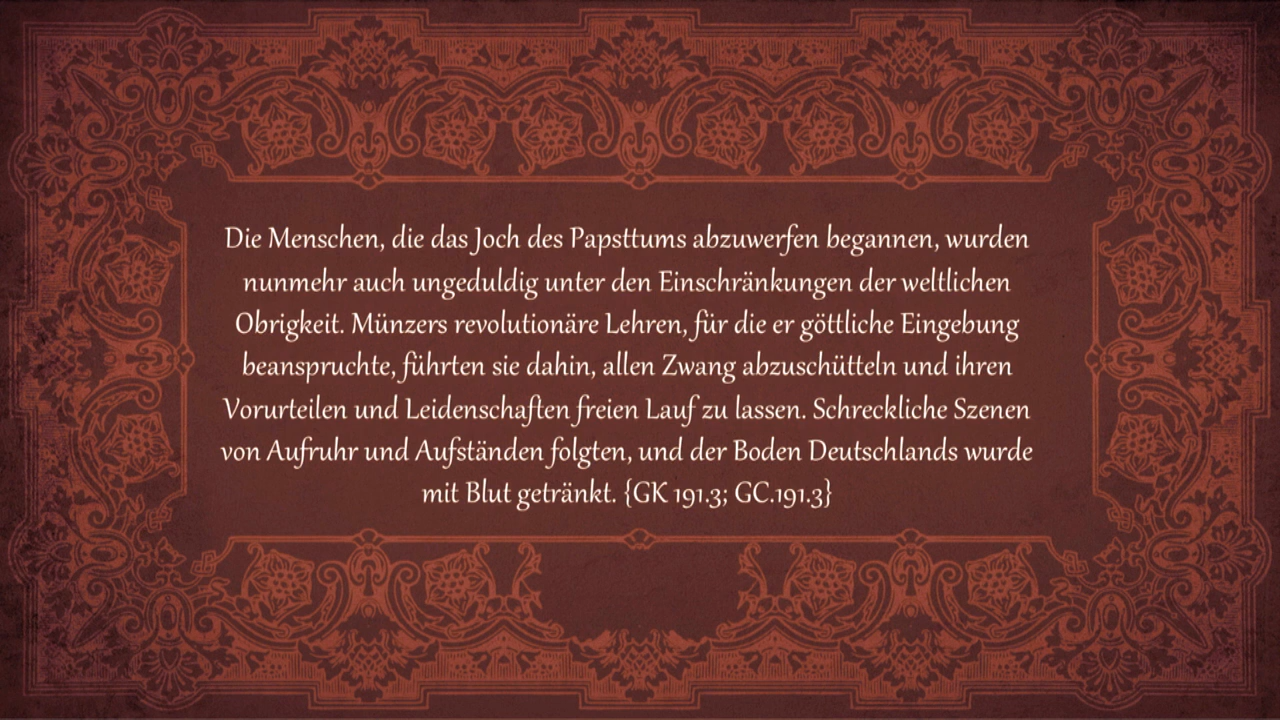 Die Menschen, die das Joch des Papsttums abzuwerfen begannen, wurden
nunmehr auch ungeduldig unter den Einschränkungen der weltlichen
Obrigkeit. Münzers revolutionäre Lehren, für die er göttliche Eingebung
beanspruchte, führten sie dahin, allen Zwang abzuschütteln und ihren
Vorurteilen und Leidenschaften freien Lauf zu lassen. Schreckliche Szenen
von Aufruhr und Aufständen folgten, und der Boden Deutschlands wurde
mit Blut getränkt. {GK 191.3; GC.191.3}